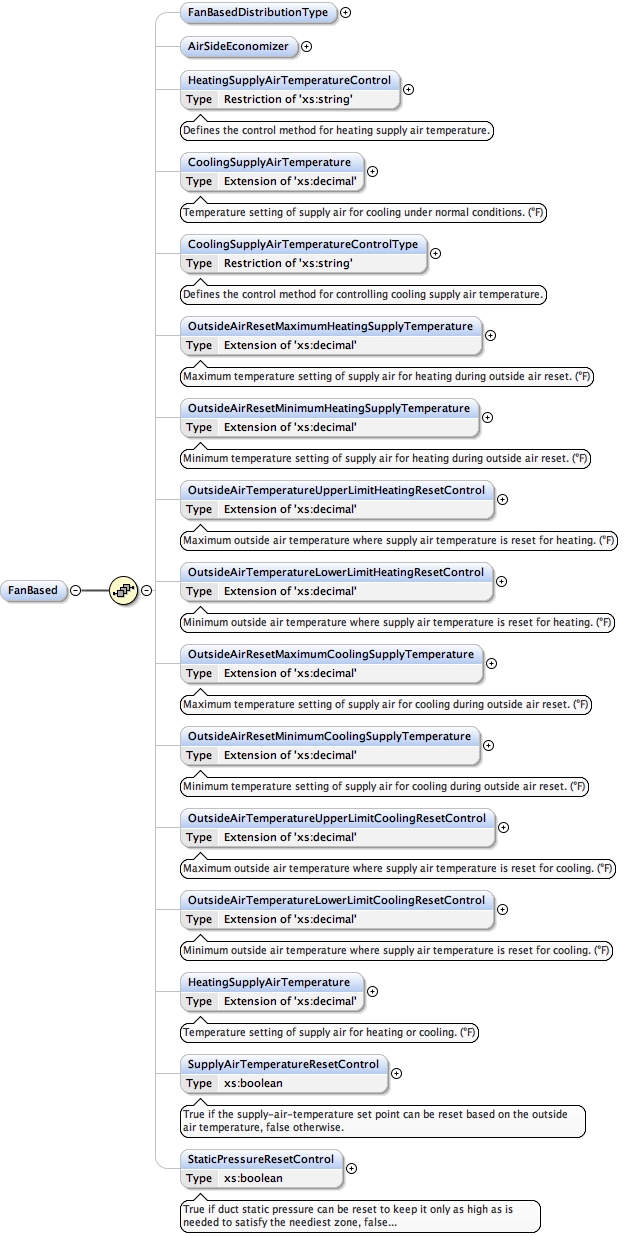 FanBasedDistributionType
AirSideEconomizer
HeatingSupplyAirTemperatureControl
Type Restriction of 'xs:string'
Defines the control method for heating supply air temperature.
CoolingSupplyAirTemperature
Type Extension of 'xs:decimal'
Temperature setting of supply air for cooling under normal conditions. (°F)
CoolingSupplyAirTemperatureControlType
Type Restriction of 'xs:string'
Defines the control method for controlling cooling supply air temperature.
OutsideAirResetMaximumHeatingSupplyTemperature
Type Extension of 'xs:decimal'
Maximum temperature setting of supply air for heating during outside air reset. (°F)
OutsideAirResetMinimumHeatingSupplyTemperature
Type Extension of 'xs:decimal'
Minimum temperature setting of supply air for heating during outside air reset. (°F)
OutsideAirTemperatureUpperLimitHeatingResetControl
Type Extension of 'xs:decimal'
Maximum outside air temperature where supply air temperature is reset for heating. (°F)
FanBased
OutsideAirTemperatureLowerLimitHeatingResetControl
Type Extension of 'xs:decimal'
Minimum outside air temperature where supply air temperature is reset for heating. (°F)
OutsideAirResetMaximumCoolingSupplyTemperature
Type Extension of 'xs:decimal'
Maximum temperature setting of supply air for cooling during outside air reset. (°F)
OutsideAirResetMinimumCoolingSupplyTemperature
Type Extension of 'xs:decimal'
Minimum temperature setting of supply air for cooling during outside air reset. (°F)
OutsideAirTemperatureUpperLimitCoolingResetControl
Type Extension of 'xs:decimal'
Maximum outside air temperature where supply air temperature is reset for cooling. (°F)
OutsideAirTemperatureLowerLimitCoolingResetControl
Type Extension of 'xs:decimal'
Minimum outside air temperature where supply air temperature is reset for cooling. (°F)
HeatingSupplyAirTemperature
Type Extension of 'xs:decimal'
Temperature setting of supply air for heating or cooling. (°F)
SupplyAirTemperatureResetControl
Type xs:boolean
True if the supply-air-temperature set point can be reset based on the outside
air temperature, false otherwise.
StaticPressureResetControl
Type xs:boolean
True if duct static pressure can be reset to keep it only as high as is
needed to satisfy the neediest zone, false...